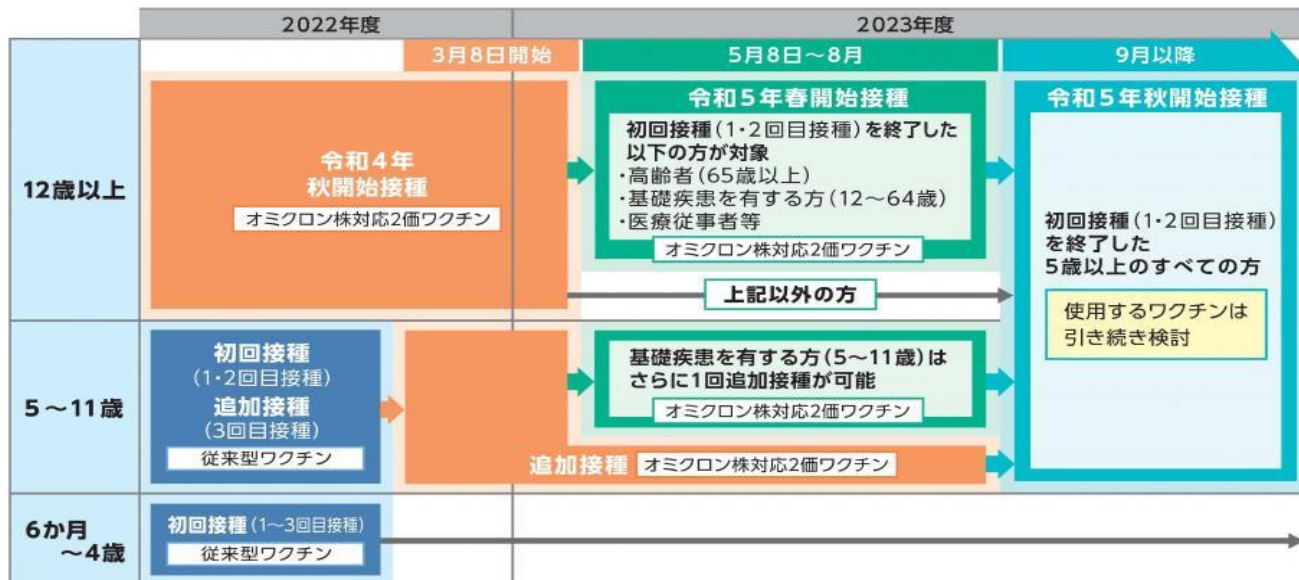 2022年度
2023年度
3月8日開始
5月8日～8月
9月以降
12歳以上
令和4年
秋開始接種
オミクロン株対応2価ワクチン
令和5年春開始接種
初回接種(1・2回目接種)を終了した
以下の方が対象
・高齢者(65歳以上)
・基礎疾患を有する方(12～64歳)
・医療従事者等
オミクロン株対応2価ワクチン
上記以外の方
令和5年秋開始接種
初回接種(1・2回目接種)
を終了した
5歳以上のすべての方
使用するワクチンは
引き続き検討
5～11歳
初回接種
(1・2回目接種)
追加接種
(3回目接種)
従来型ワクチン
基礎疾患を有する方(5～11歳)は
さらに1回追加接種が可能
オミクロン株対応2価ワクチン
追加接種 オミクロン株対応2価ワクチン
6か月
～4歳
初回接種(1～3回目接種)
従来型ワクチン